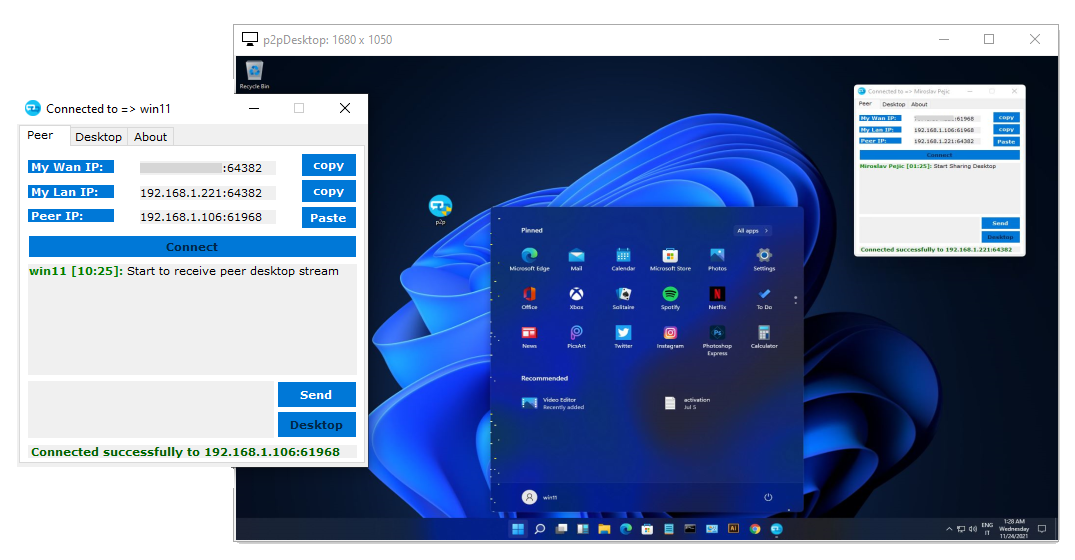 p2pDesktop: 1680 x 1050
Recycle Bin
Connected to => win11
Peer
Desktop
About
My Wan IP:
:64382
copy
My Lan IP:
192.168.1.221:64382
copy
Peer IP:
192.168.1.106:61968
Paste
Connect
win11 [10:25]: Start to receive peer desktop stream
Send
Desktop
Connected successfully to 192.168.1.106:61968
p2p
Connected to => Miroslav Pejic
Peer
Desktop
About
My Wan IP:
:61968
copy
My Lan IP:
192.168.1.106:61968
copy
Peer IP:
192.168.1.221:64382
Paste
Connect
Miroslav Pejic [01:25]: Start Sharing Desktop
Send
Desktop
Connected successfully to 192.168.1.221:64382
Pinned
All apps >
Microsoft Edge
Mail
Calendar
Microsoft Store
Photos
Settings
Office
Xbox
Solitaire
Spotify
Netflix
To Do
News
PicsArt
Twitter
Instagram
Photoshop
Express
Calculator
Recommended
Video Editor
Recently added
activation
Jul 5
win11
ENG
IT
1:28 AM
Wednesday
11/24/2021